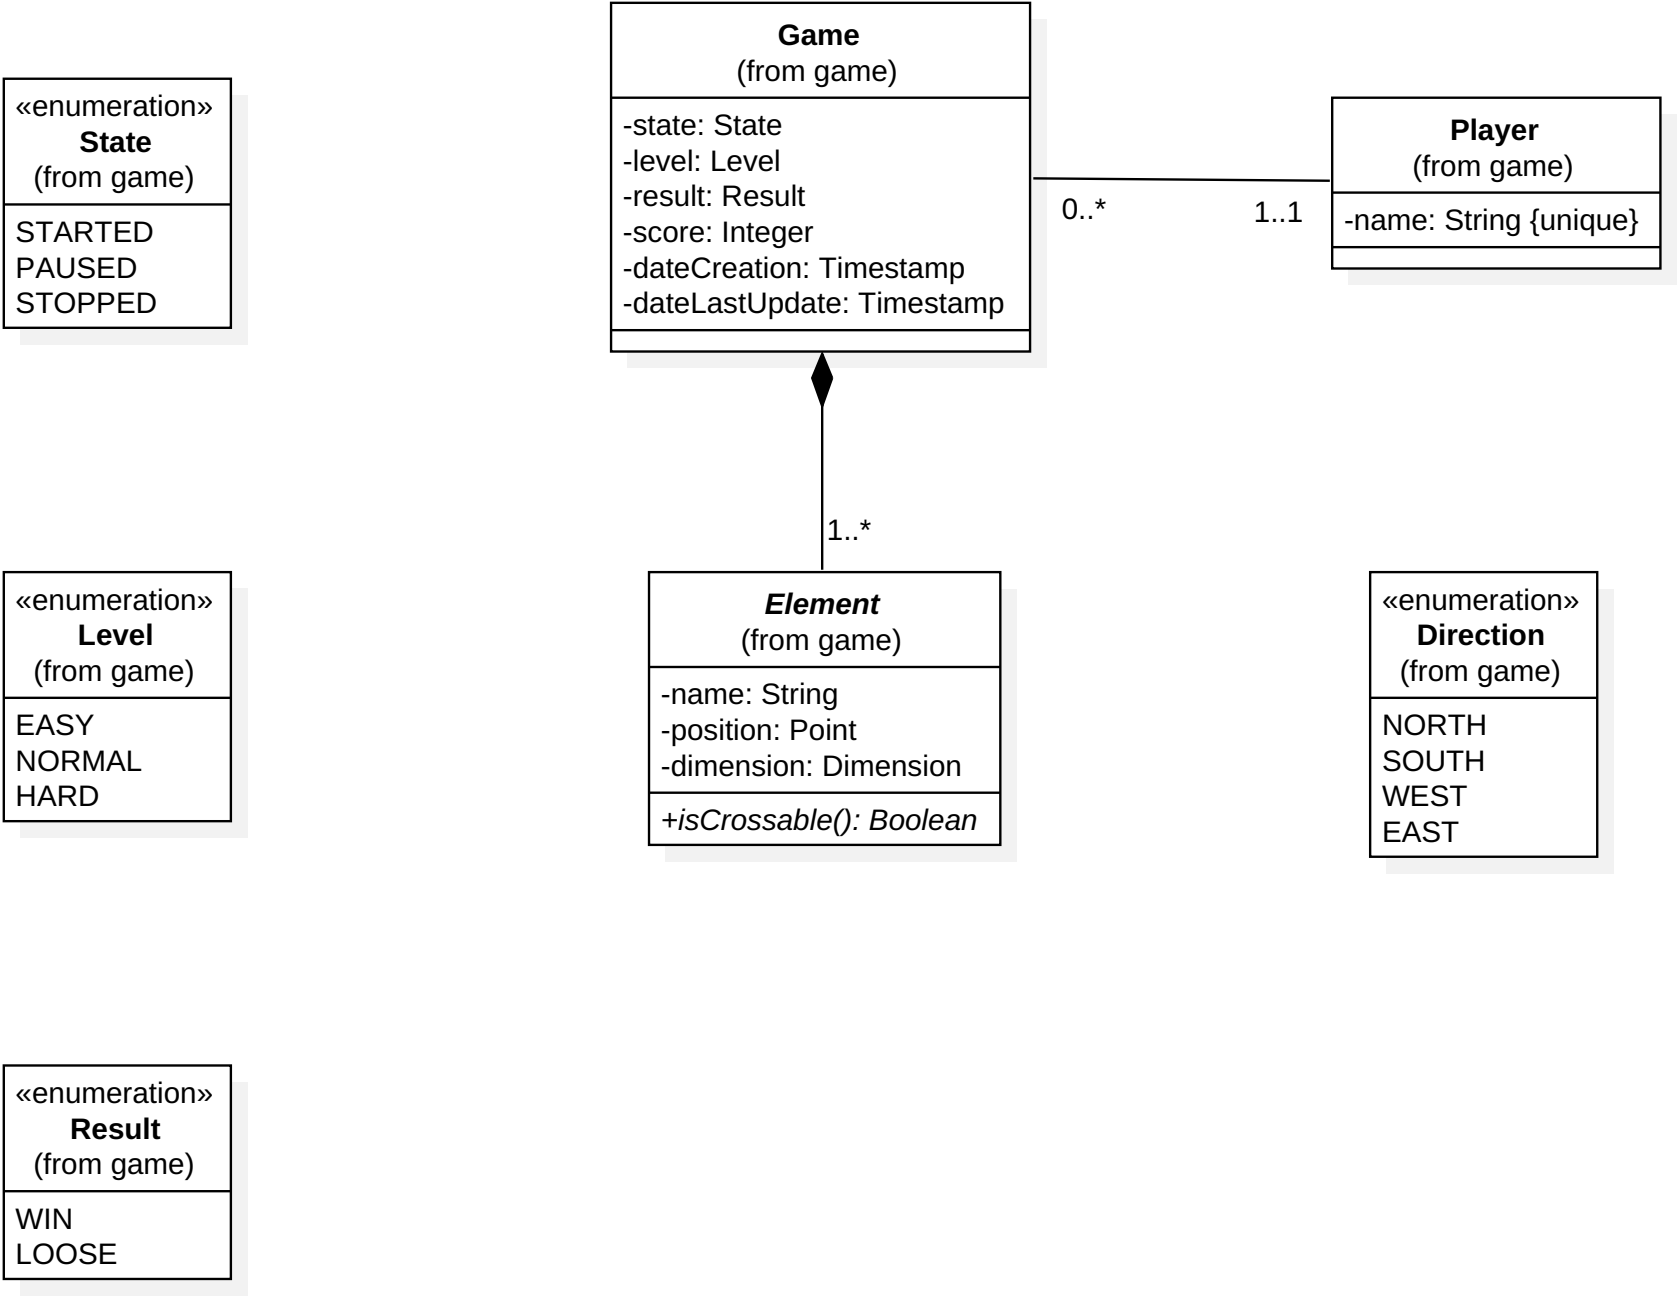 Game
(from game)
-state: State
-level: Level
-result: Result
-score: Integer
-dateCreation: Timestamp
-dateLastUpdate: Timestamp
«enumeration»
State
(from game)
STARTED
PAUSED
STOPPED
Player
(from game)
-name: String {unique}
0..*
1..1
1..*
«enumeration»
Level
(from game)
EASY
NORMAL
HARD
Element
(from game)
-name: String
-position: Point
-dimension: Dimension
+isCrossable(): Boolean
«enumeration»
Direction
(from game)
NORTH
SOUTH
WEST
EAST
«enumeration»
Result
(from game)
WIN
LOOSE